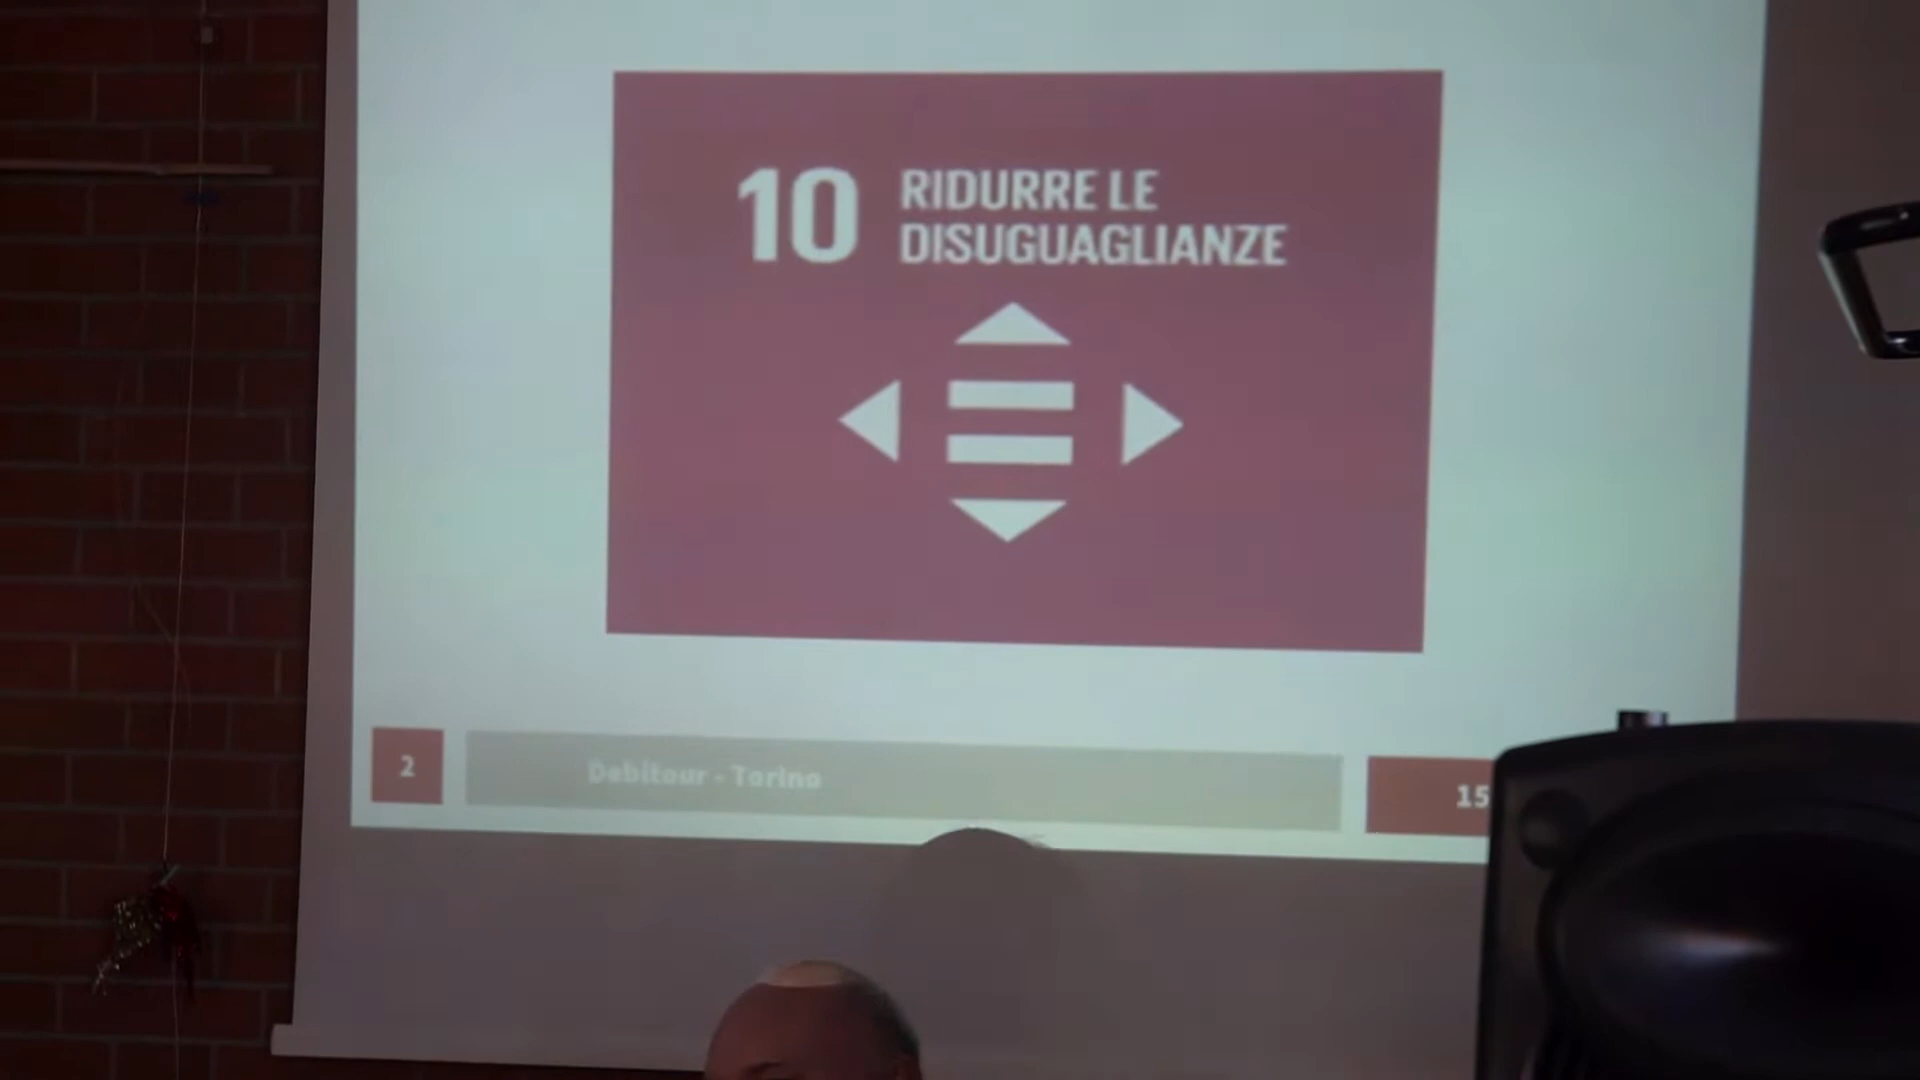 10 RIDURRE LE
DISUGUAGLIANZE
2
Debitour - Torino
15